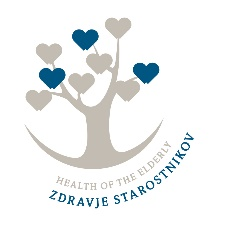 HEALTH OF THE ELDERLY
ZDRAVJE STAROSTNIKOV